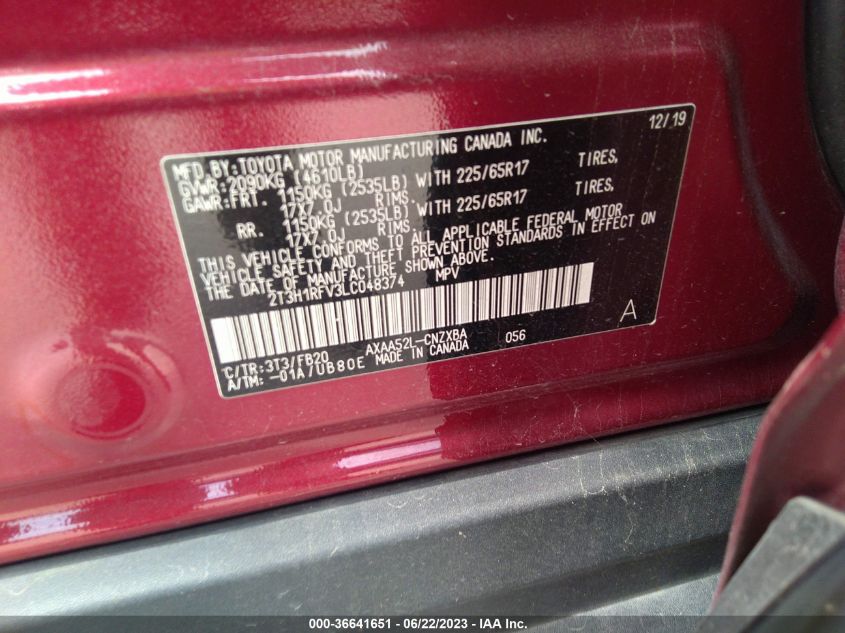 12/19
MFD.BY:TOYOTA MOTOR MANUFACTURING CANADA INC.
GVWR:2090KG (4610LB)
GAWR:FRT. 1150KG (2535LB) WITH 225/65R17 TIRES,
17X7.0J RIMS,
RR. 1150KG (2535LB) WITH 225/65R17 TIRES,
17X7.0J RIMS.
THIS VEHICLE CONFORMS TO ALL APPLICABLE FEDERAL MOTOR
VEHICLE SAFETY AND THEFT PREVENTION STANDARDS IN EFFECT ON
THE DATE OF MANUFACTURE SHOWN ABOVE.
2T3H1RFV3LC048374 MPV
A
C/TR:3T3/FB20 AXAA52L-CNZXBA 056
A/TM:-01A/UB80E MADE IN CANADA
000-36641651 - 06/22/2023 - IAA Inc.